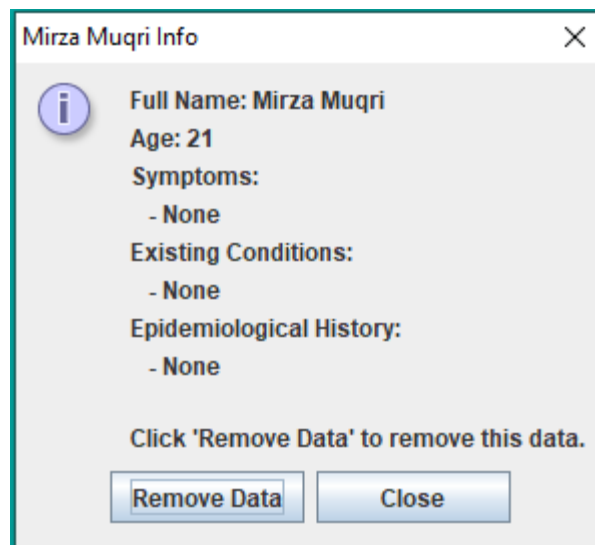 Mirza Muqri Info
Full Name: Mirza Muqri
Age: 21
Symptoms:
- None
Existing Conditions:
- None
Epidemiological History:
- None
Click 'Remove Data' to remove this data.
Remove Data
Close